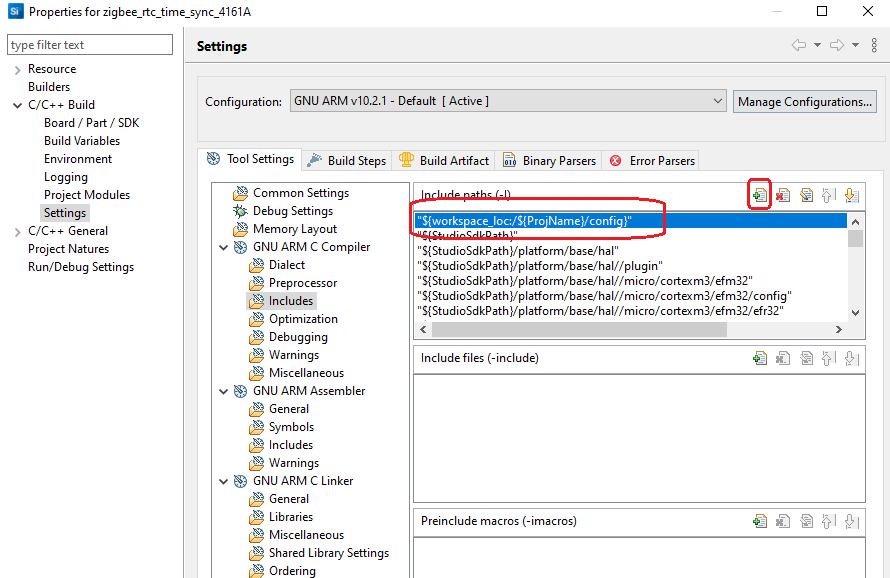 Si Properties for zigbee_rtc_time_sync_4161A
type filter text
Resource
Builders
C/C++ Build
Board / Part / SDK
Build Variables
Environment
Logging
Project Modules
Settings
C/C++ General
Project Natures
Run/Debug Settings
Settings
Configuration: GNU ARM v10.2.1 - Default [ Active ] Manage Configurations...
Tool Settings Build Steps Build Artifact Binary Parsers Error Parsers
Common Settings
Debug Settings
Memory Layout
GNU ARM C Compiler
Dialect
Preprocessor
Includes
Optimization
Debugging
Warnings
Miscellaneous
GNU ARM Assembler
General
Symbols
Includes
Warnings
GNU ARM C Linker
General
Libraries
Miscellaneous
Shared Library Settings
Ordering
Include paths (-I)
"${workspace_loc:/${ProjName}/config}"
"${StudioSdkPath}"
"${StudioSdkPath}/platform/base/hal"
"${StudioSdkPath}/platform/base/hal//plugin"
"${StudioSdkPath}/platform/base/hal//micro/cortexm3/efm32"
"${StudioSdkPath}/platform/base/hal//micro/cortexm3/efm32/config"
"${StudioSdkPath}/platform/base/hal//micro/cortexm3/efm32/efr32"
Include files (-include)
Preinclude macros (-imacros)